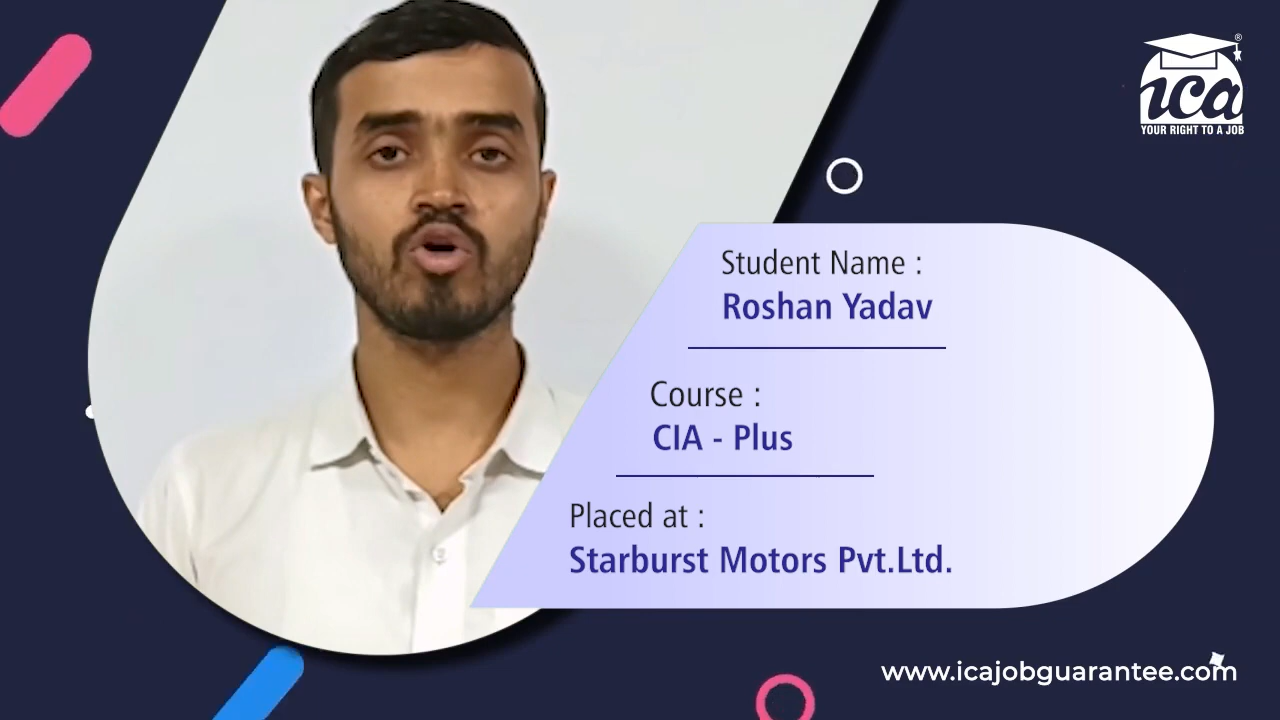 ica
®
YOUR RIGHT TO A JOB
Student Name :
Roshan Yadav
Course :
CIA - Plus
Placed at :
Starburst Motors Pvt.Ltd.
www.icajobguarantee.com